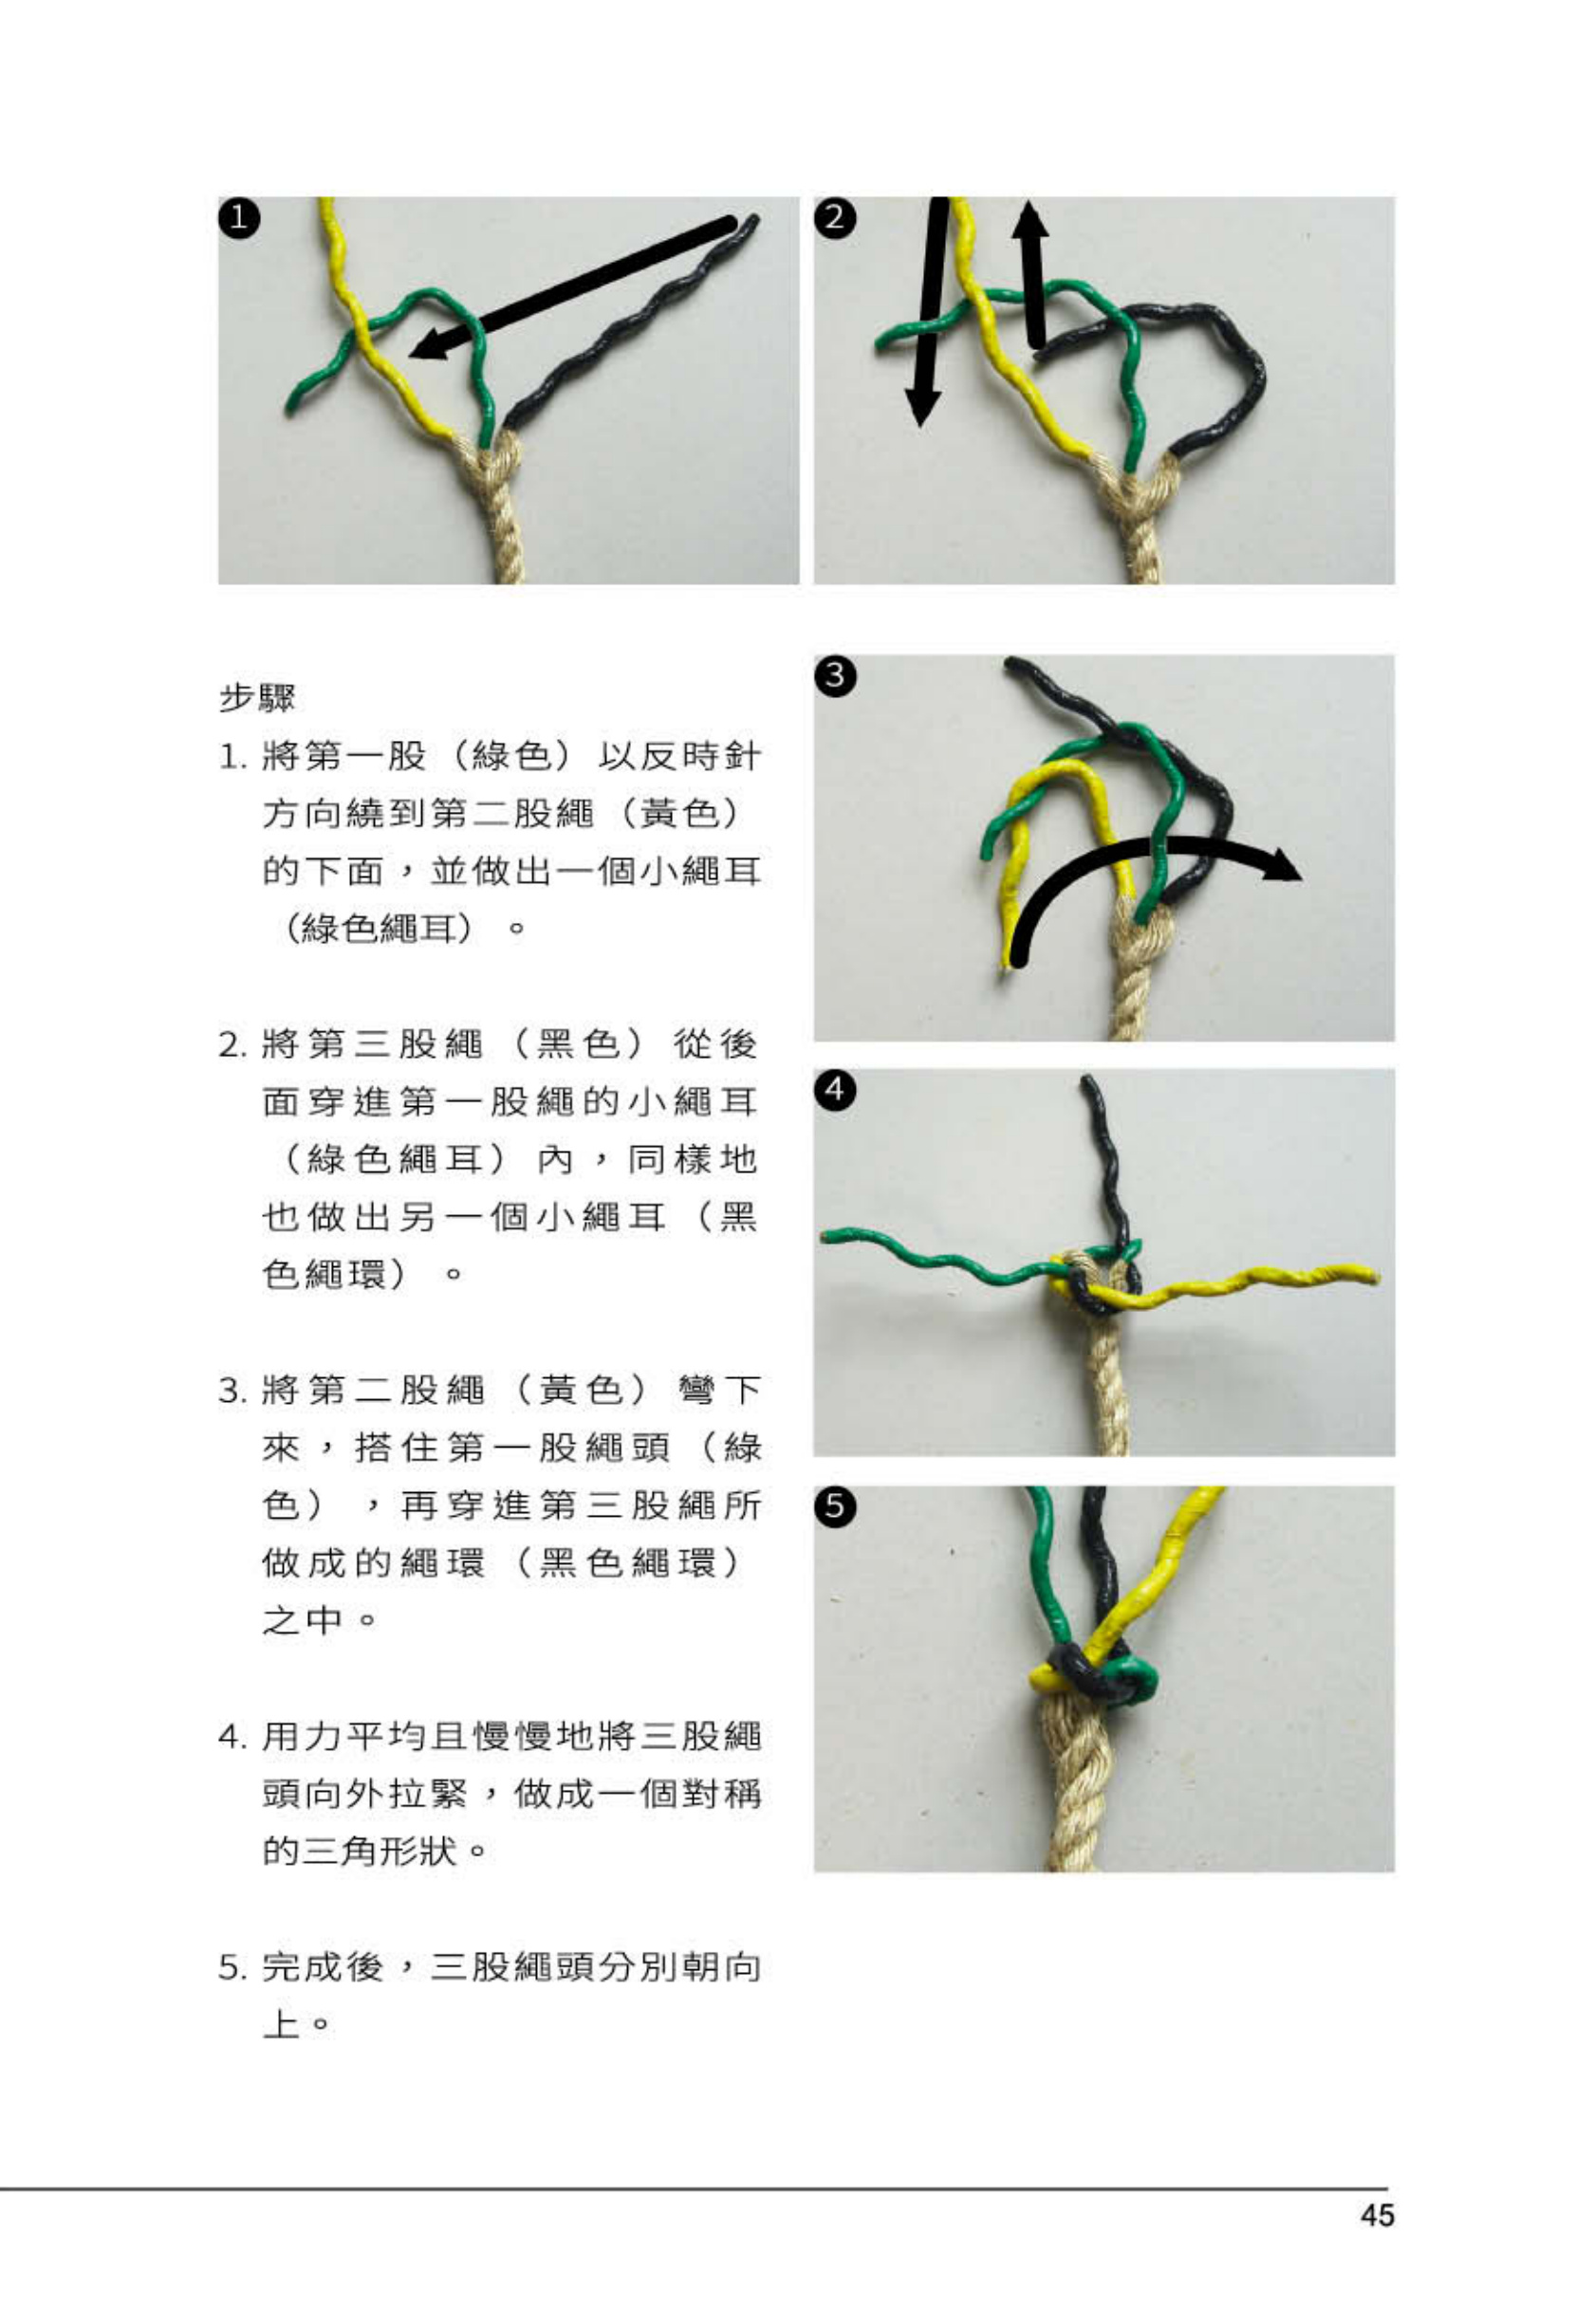 1
2
步驟
1. 將第一股（綠色）以反時針
方向繞到第二股繩（黃色）
的下面，並做出一個小繩耳
（綠色繩耳）。
2. 將第三股繩（黑色）從後
面穿進第一股繩的小繩耳
（綠色繩耳）內，同樣地
也做出另一個小繩耳（黑
色繩環）。
3. 將第二股繩（黃色）彎下
來，搭住第一股繩頭（綠
色），再穿進第三股繩所
做成的繩環（黑色繩環）
之中。
4. 用力平均且慢慢地將三股繩
頭向外拉緊，做成一個對稱
的三角形狀。
5. 完成後，三股繩頭分別朝向
上。
3
4
5
45